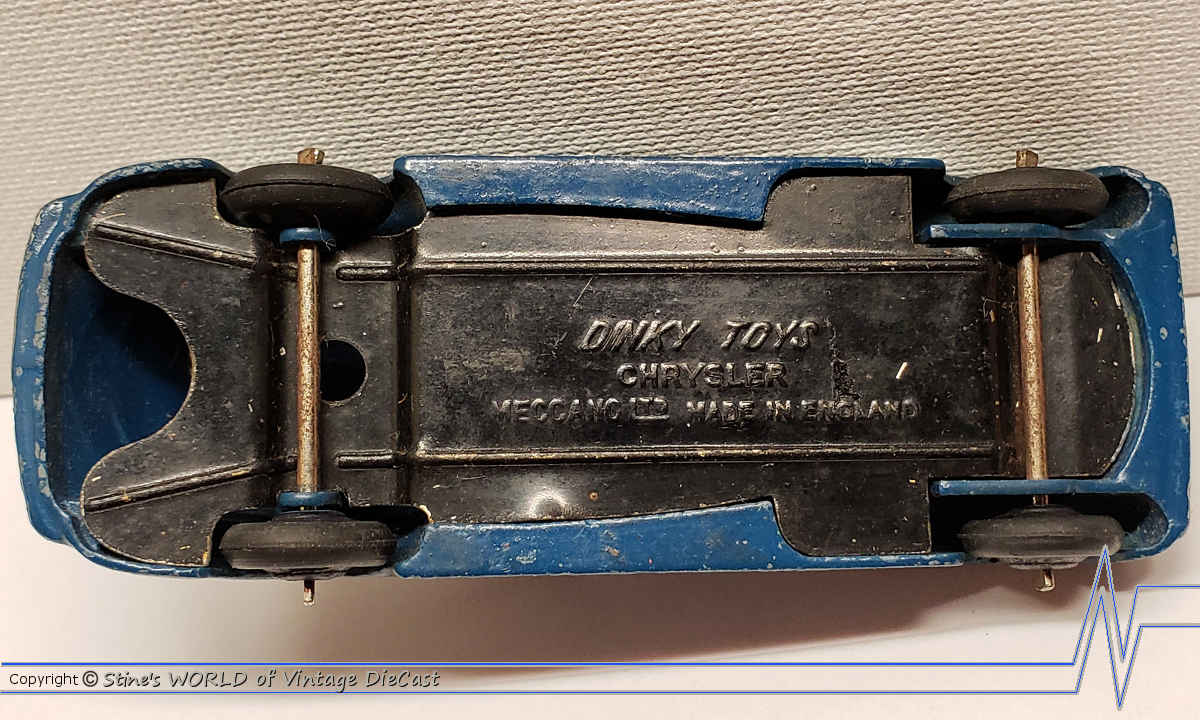 DINKY TOYS
CHRYSLER
MECCANO LTD MADE IN ENGLAND
Copyright © Stine's WORLD of Vintage DieCast